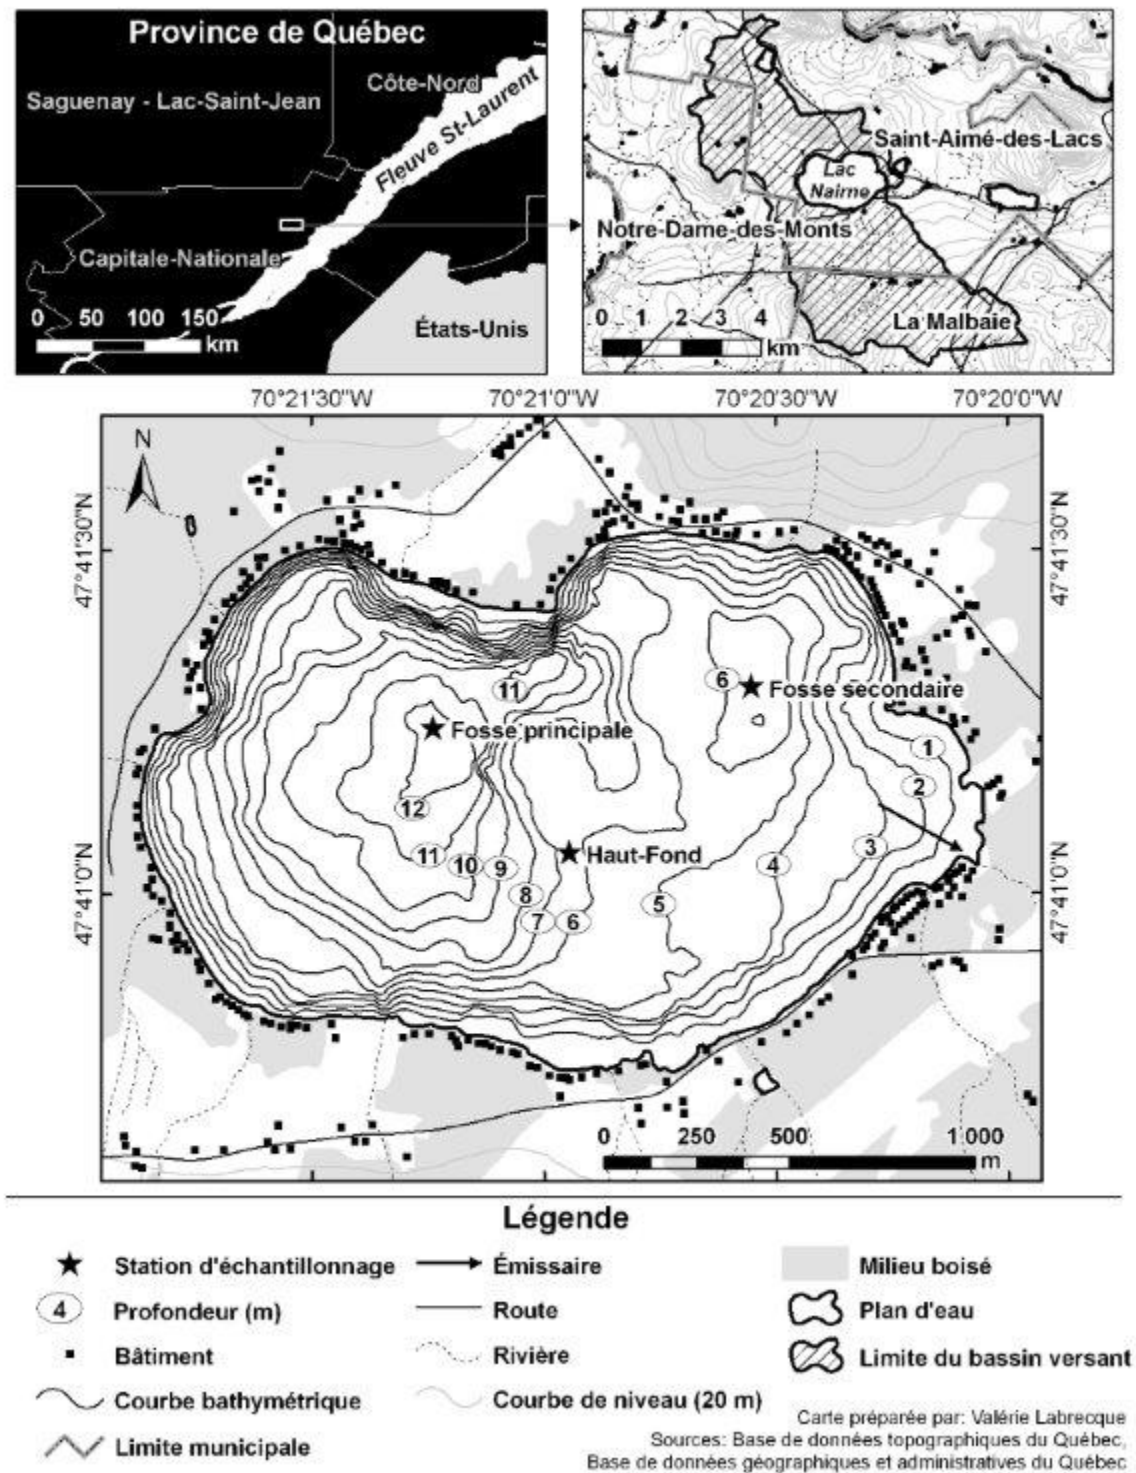 Province de Québec
Saguenay - Lac-Saint-Jean
Côte-Nord
Fleuve St-Laurent
Capitale-Nationale
États-Unis
0 50 100 150
km
Saint-Aimé-des-Lacs
Lac
Nairne
Notre-Dame-des-Monts
La Malbaie
0 1 2 3 4
km
70°21'30"W 70°21'0"W 70°20'30"W 70°20'0"W
N
47°41'30"N
47°41'0"N
47°41'30"N
47°41'0"N
11
6
Fosse secondaire
Fosse principale
1
2
12
3
11
10
9
Haut-Fond
4
8
5
7
6
0 250 500 1 000
m
Légende
Station d'échantillonnage
4 Profondeur (m)
Bâtiment
Courbe bathymétrique
Limite municipale
Émissaire
Route
Rivière
Courbe de niveau (20 m)
Milieu boisé
Plan d'eau
Limite du bassin versant
Carte préparée par: Valérie Labrecque
Sources: Base de données topographiques du Québec,
Base de données géographiques et administratives du Québec